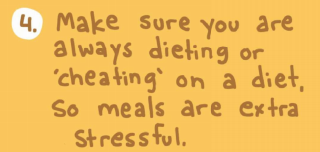 4. Make sure you are
always dieting or
'cheating' on a diet,
So meals are extra
stressful.